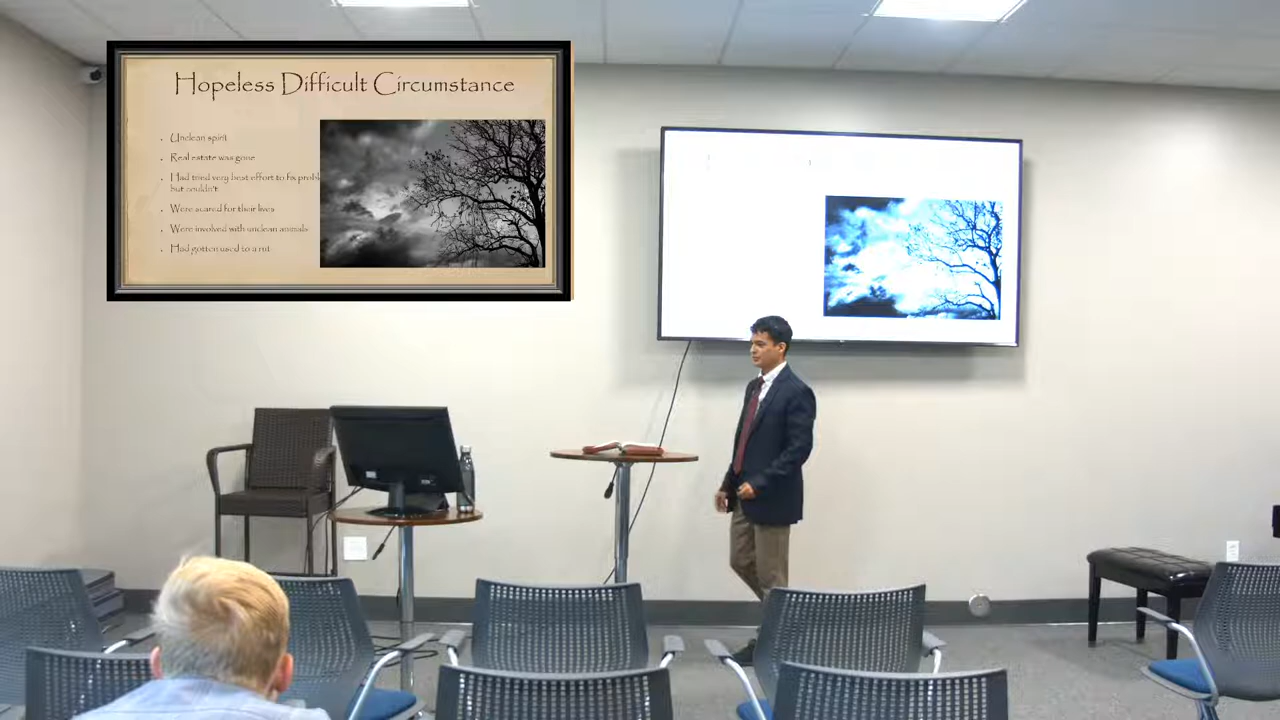 Hopeless Difficult Circumstance
• Unclean spirit
• Real estate was gone
• Had tried very best effort to fix probl
but couldn't
• Were scared for their lives
• Were involved with unclean animals
• Had gotten used to a rut